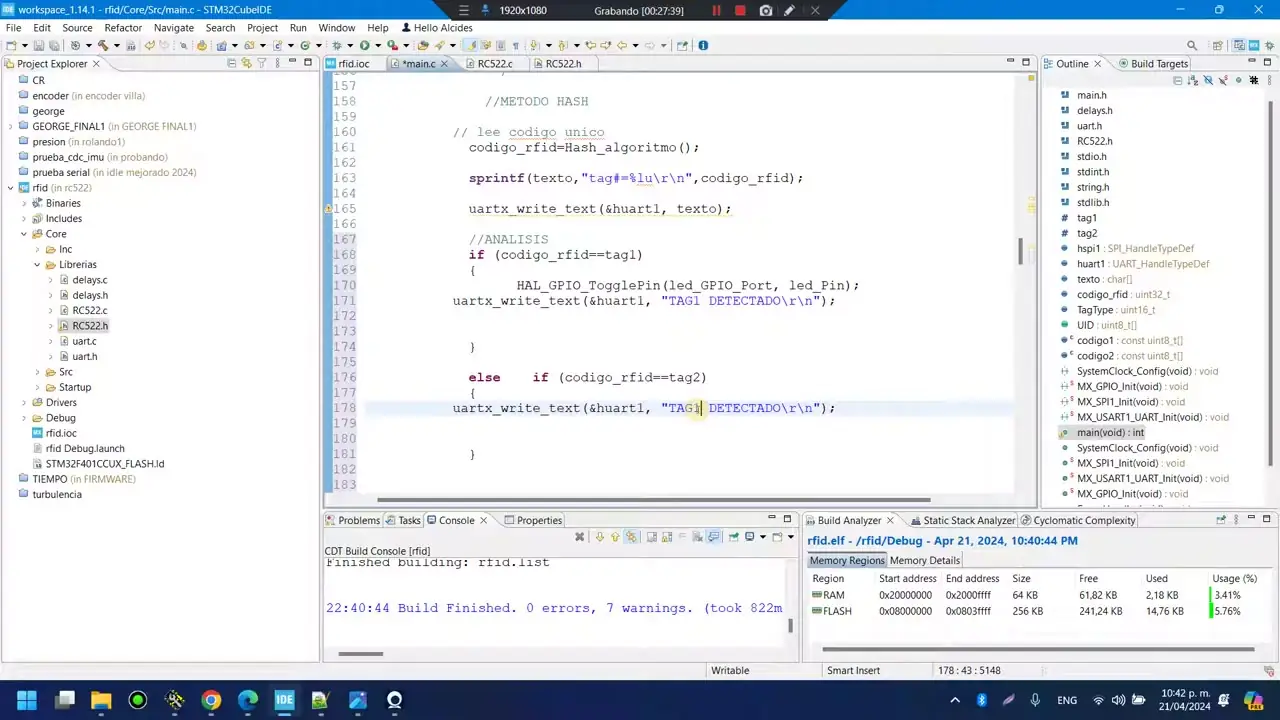 workspace_1.14.1 - rfid/Core/Src/main.c - STM32CubeIDE
1920x1080
Grabando [00:27:39]
File Edit Source Refactor Navigate Search Project Run Window Help Hello Alcides
Project Explorer
CR
encoder (in encoder villa)
george
GEORGE_FINAL1 (in GEORGE FINAL1)
presion (in rolando1)
prueba_cdc_imu (in probando)
prueba serial (in idle mejorado 2024)
rfid (in rc522)
Binaries
Includes
Core
Inc
Librerias
delays.c
delays.h
RC522.c
RC522.h
uart.c
uart.h
Src
Startup
Drivers
Debug
rfid.ioc
rfid Debug.launch
STM32F401CCUX_FLASH.ld
TIEMPO (in FIRMWARE)
turbulencia
rfid.ioc *main.c RC522.c RC522.h
158 //METODO HASH
159
160 // lee codigo unico
161 codigo_rfid=Hash_algoritmo();
162
163 sprintf(texto,"tag#=%lu\r\n",codigo_rfid);
164
165 uartx_write_text(&huart1, texto);
166
167 //ANALISIS
168 if (codigo_rfid==tag1)
169 {
170 HAL_GPIO_TogglePin(led_GPIO_Port, led_Pin);
171 uartx_write_text(&huart1, "TAG1 DETECTADO\r\n");
172
173
174 }
175
176 else if (codigo_rfid==tag2)
177 {
178 uartx_write_text(&huart1, "TAG1 DETECTADO\r\n");
179
180
181 }
182
183
Outline Build Targets
main.h
delays.h
uart.h
RC522.h
stdio.h
stdint.h
string.h
stdlib.h
tag1
tag2
hspi1 : SPI_HandleTypeDef
huart1 : UART_HandleTypeDef
texto : char[]
codigo_rfid : uint32_t
TagType : uint16_t
UID : uint8_t[]
codigo1 : const uint8_t[]
codigo2 : const uint8_t[]
SystemClock_Config(void) : void
MX_GPIO_Init(void) : void
MX_SPI1_Init(void) : void
MX_USART1_UART_Init(void) : void
main(void) : int
SystemClock_Config(void) : void
MX_SPI1_Init(void) : void
MX_USART1_UART_Init(void) : void
MX_GPIO_Init(void) : void
Problems Tasks Console Properties
CDT Build Console [rfid]
Finished building: rfid.list
22:40:44 Build Finished. 0 errors, 7 warnings. (took 822m
Build Analyzer Static Stack Analyzer Cyclomatic Complexity
rfid.elf - /rfid/Debug - Apr 21, 2024, 10:40:44 PM
Memory Regions Memory Details
Region Start address End address Size Free Used Usage (%)
RAM 0x20000000 0x2000ffff 64 KB 61,82 KB 2,18 KB 3.41%
FLASH 0x08000000 0x0803ffff 256 KB 241,24 KB 14,76 KB 5.76%
Writable Smart Insert 178 : 43 : 5148
IDE
ENG
10:42 p. m.
21/04/2024